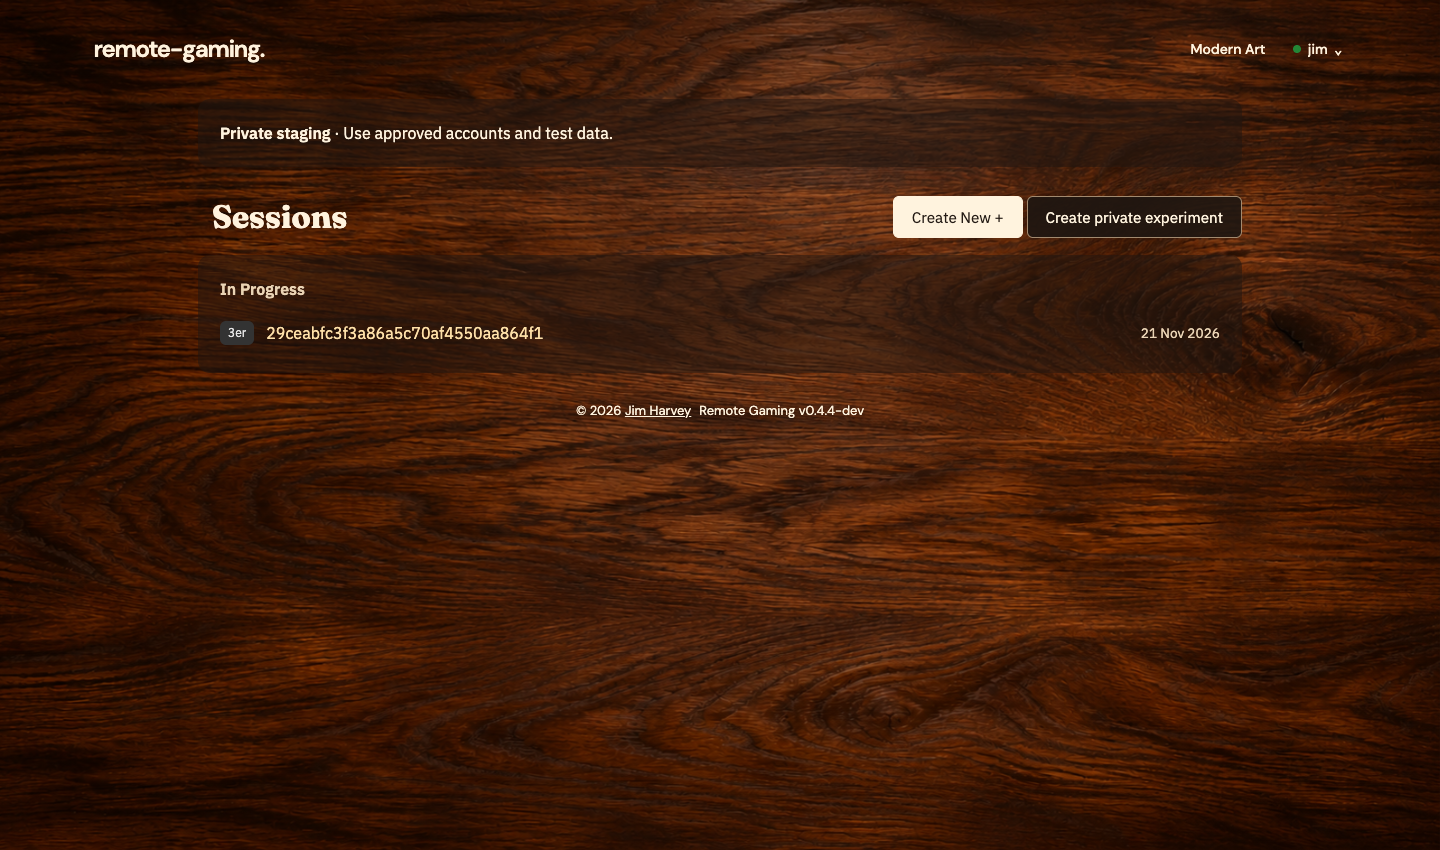 remote-gaming.
Modern Art
jim
Private staging · Use approved accounts and test data.
Sessions
Create New +
Create private experiment
In Progress
3er
29ceabfc3f3a86a5c70af4550aa864f1
21 Nov 2026
© 2026 Jim Harvey Remote Gaming v0.4.4-dev